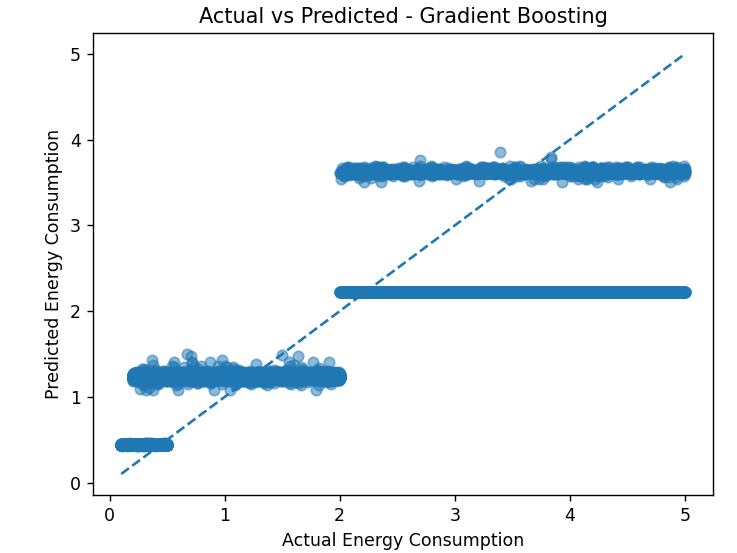 Actual vs Predicted - Gradient Boosting
Predicted Energy Consumption
5
4
3
2
1
0
0 1 2 3 4 5
Actual Energy Consumption